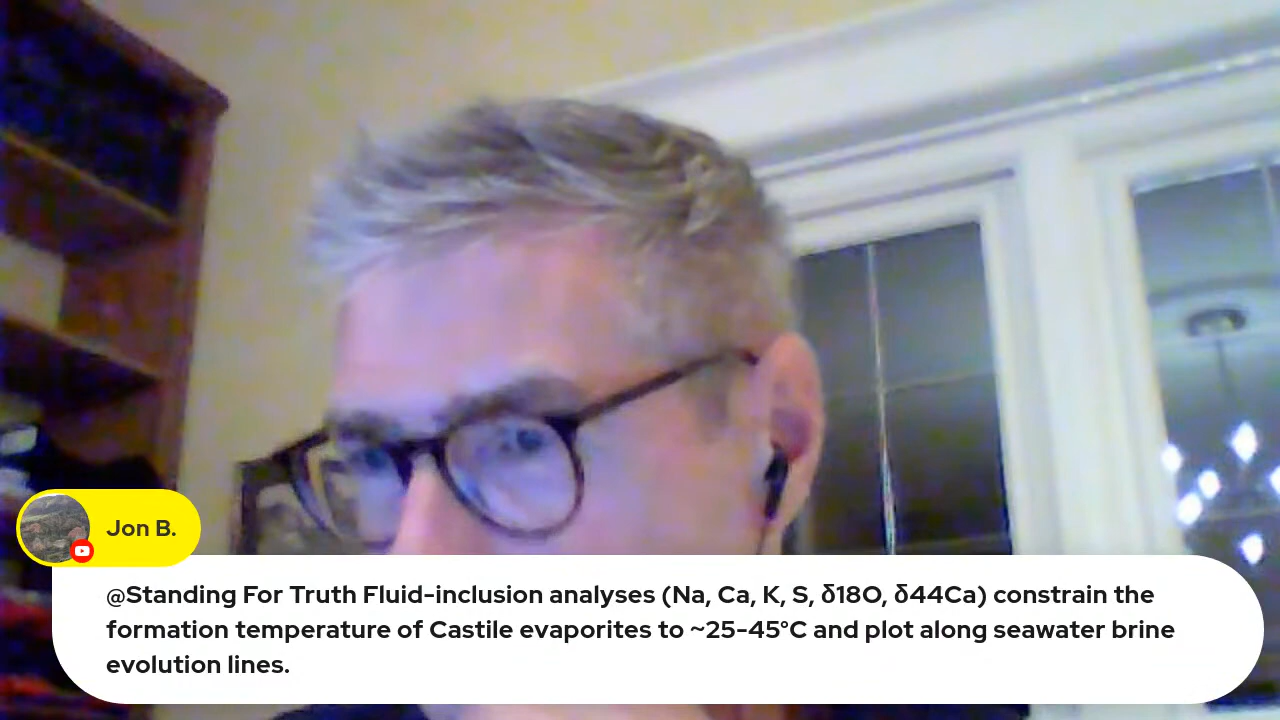 Jon B.
@Standing For Truth Fluid-inclusion analyses (Na, Ca, K, S, δ18O, δ44Ca) constrain the
formation temperature of Castile evaporites to ~25-45°C and plot along seawater brine
evolution lines.